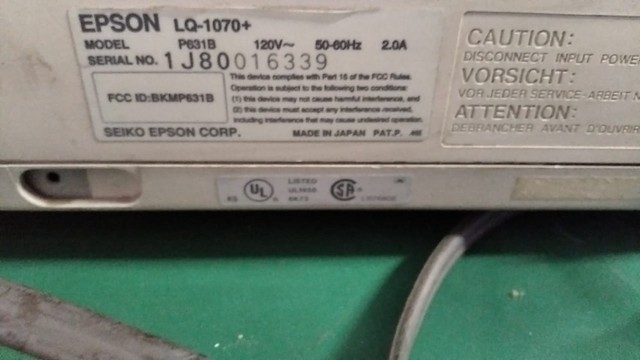 EPSON LQ-1070+
MODEL P631B 120V~ 50-60Hz 2.0A
SERIAL NO. 1J80016339
FCC ID:BKMP631B
This device complies with Part 15 of the FCC Rules.
Operation is subject to the following two conditions:
(1) this device may not cause harmful interference, and
(2) this device must accept any interference received,
including interference that may cause undesired operation.
SEIKO EPSON CORP. MADE IN JAPAN PAT.P.
CAUTION:
DISCONNECT INPUT POWE
VORSICHT:
VOR JEDER SERVICE-ARBEIT N
ATTENTION:
DEBRANCHER AVANT D'OUVRIR
UL LISTED
SA